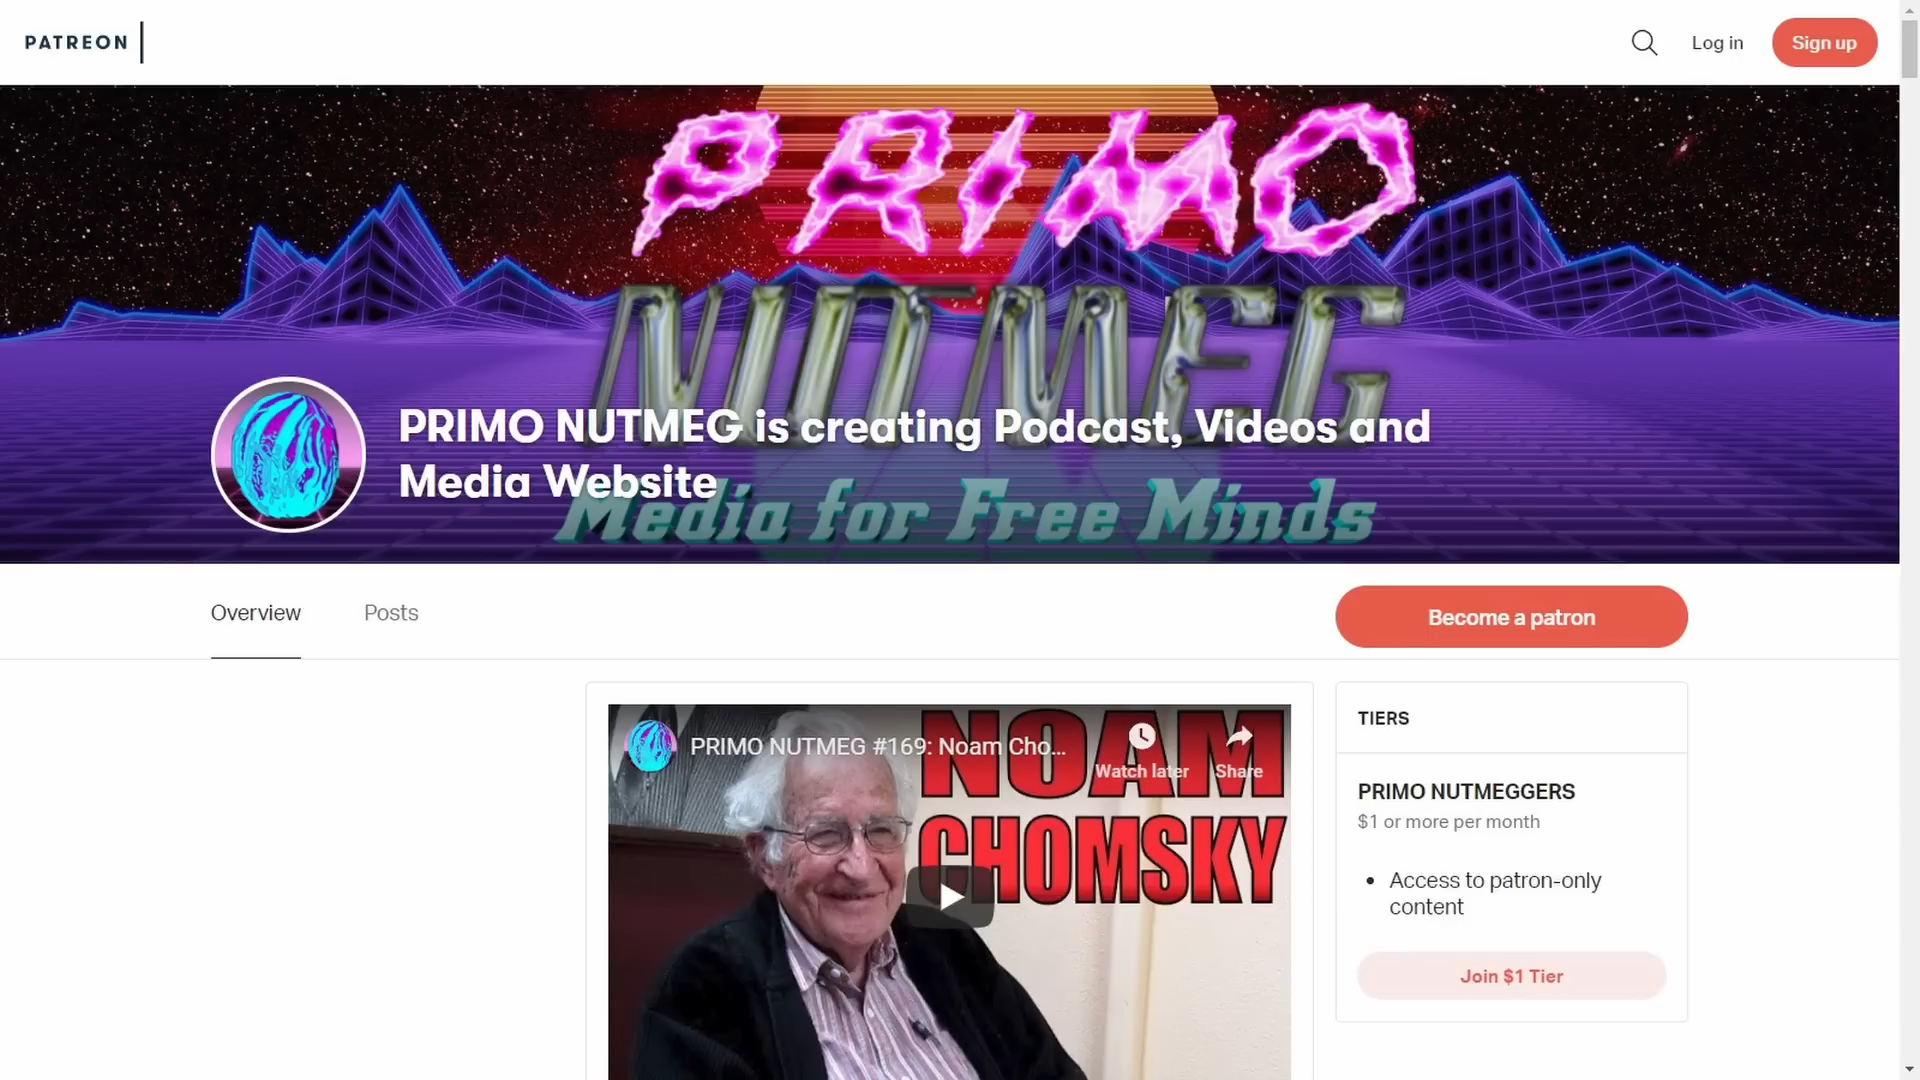 PATREON
Log in
Sign up
PRIMO
NUTMEG
PRIMO NUTMEG is creating Podcast, Videos and
Media Website
Media for Free Minds
Overview
Posts
Become a patron
PRIMO NUTMEG #169: Noam Cho...
Watch later
Share
NOAM
CHOMSKY
TIERS
PRIMO NUTMEGGERS
$1 or more per month
• Access to patron-only
content
Join $1 Tier